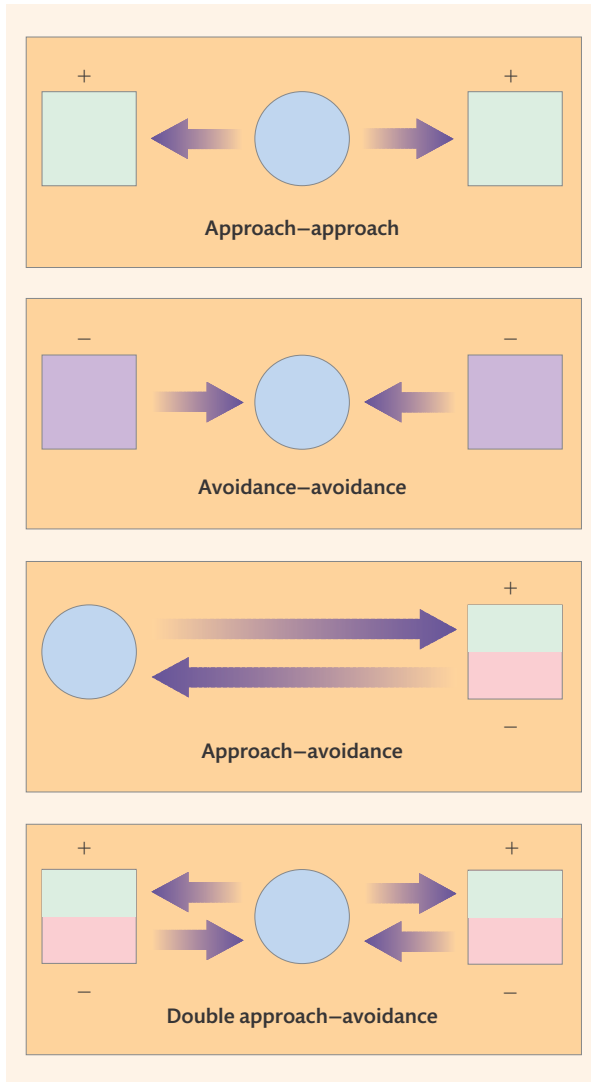 + +
Approach–approach
– –
Avoidance–avoidance
+
–
Approach–avoidance
+ +
– –
Double approach–avoidance